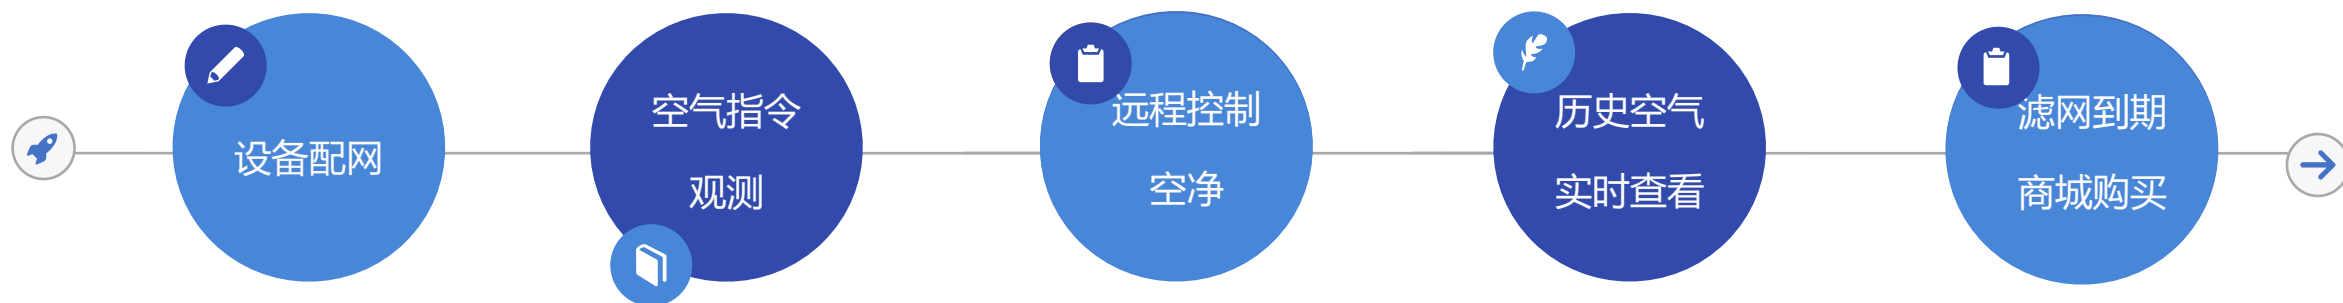 设备配网
空气指令
观测
远程控制
空净
历史空气
实时查看
滤网到期
商城购买